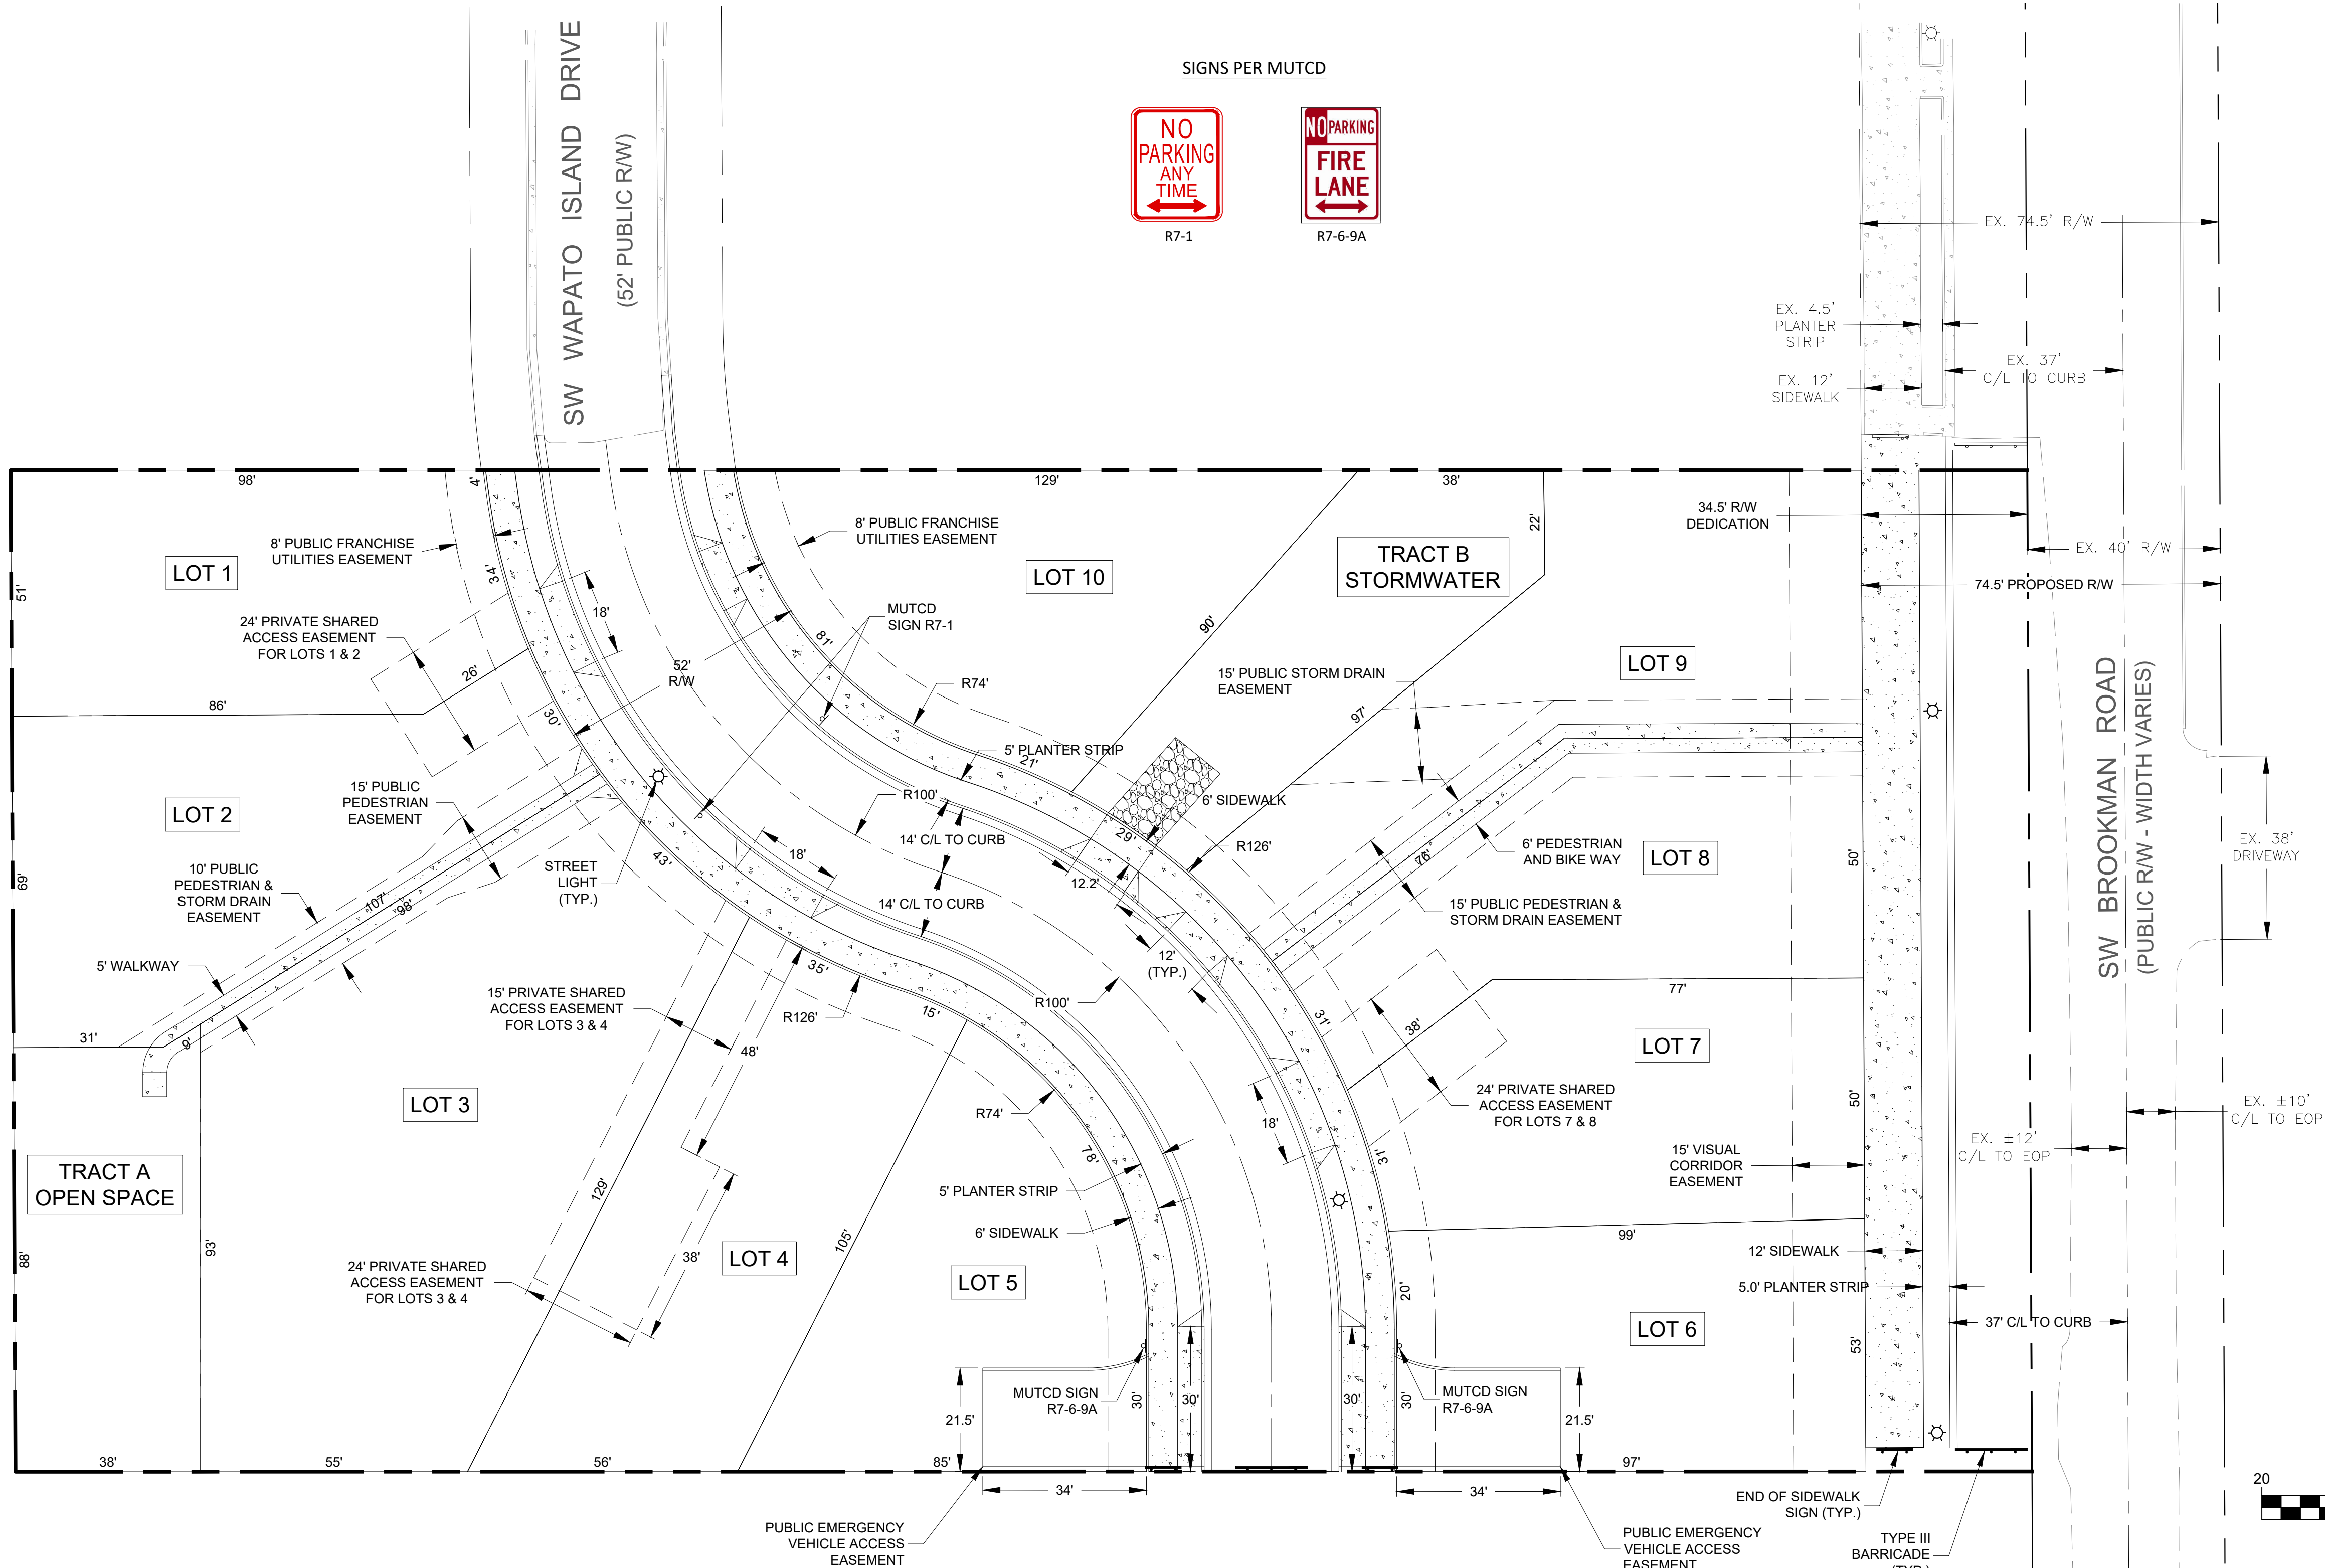 SW WAPATO ISLAND DRIVE
(52' PUBLIC R/W)
SIGNS PER MUTCD
NO
PARKING
ANY
TIME
R7-1
NO PARKING
FIRE
LANE
R7-6-9A
EX. 74.5' R/W
EX. 4.5'
PLANTER
STRIP
EX. 37'
C/L TO CURB
EX. 12'
SIDEWALK
98'
4'
129'
38'
34.5' R/W
DEDICATION
EX. 40' R/W
74.5' PROPOSED R/W
8' PUBLIC FRANCHISE
UTILITIES EASEMENT
8' PUBLIC FRANCHISE
UTILITIES EASEMENT
LOT 1
51'
34'
18'
LOT 10
TRACT B
STORMWATER
22'
24' PRIVATE SHARED
ACCESS EASEMENT
FOR LOTS 1 & 2
MUTCD
SIGN R7-1
81'
90'
26'
52'
R/W
R74'
15' PUBLIC STORM DRAIN
EASEMENT
LOT 9
86'
30'
97'
5' PLANTER STRIP
21'
SW BROOKMAN ROAD
(PUBLIC R/W - WIDTH VARIES)
LOT 2
15' PUBLIC
PEDESTRIAN
EASEMENT
R100'
6' SIDEWALK
14' C/L TO CURB
29'
R126'
6' PEDESTRIAN
AND BIKE WAY
76'
LOT 8
50'
EX. 38'
DRIVEWAY
69'
10' PUBLIC
PEDESTRIAN &
STORM DRAIN
EASEMENT
STREET
LIGHT
(TYP.)
43'
18'
12.2'
14' C/L TO CURB
107'
98'
15' PUBLIC PEDESTRIAN &
STORM DRAIN EASEMENT
5' WALKWAY
12'
(TYP.)
35'
15' PRIVATE SHARED
ACCESS EASEMENT
FOR LOTS 3 & 4
R126'
15'
R100'
77'
31'
38'
31'
9'
48'
LOT 7
LOT 3
R74'
18'
24' PRIVATE SHARED
ACCESS EASEMENT
FOR LOTS 7 & 8
50'
EX. ±10'
C/L TO EOP
EX. ±12'
C/L TO EOP
TRACT A
OPEN SPACE
78'
31'
15' VISUAL
CORRIDOR
EASEMENT
129'
5' PLANTER STRIP
6' SIDEWALK
99'
12' SIDEWALK
88'
93'
105'
38'
LOT 4
LOT 5
24' PRIVATE SHARED
ACCESS EASEMENT
FOR LOTS 3 & 4
20'
5.0' PLANTER STRIP
LOT 6
37' C/L TO CURB
53'
MUTCD SIGN
R7-6-9A
30'
30'
30'
30'
MUTCD SIGN
R7-6-9A
21.5'
21.5'
38'
55'
56'
85'
97'
34'
34'
20
END OF SIDEWALK
SIGN (TYP.)
PUBLIC EMERGENCY
VEHICLE ACCESS
EASEMENT
PUBLIC EMERGENCY
VEHICLE ACCESS
EASEMENT
TYPE III
BARRICADE
(TYP.)